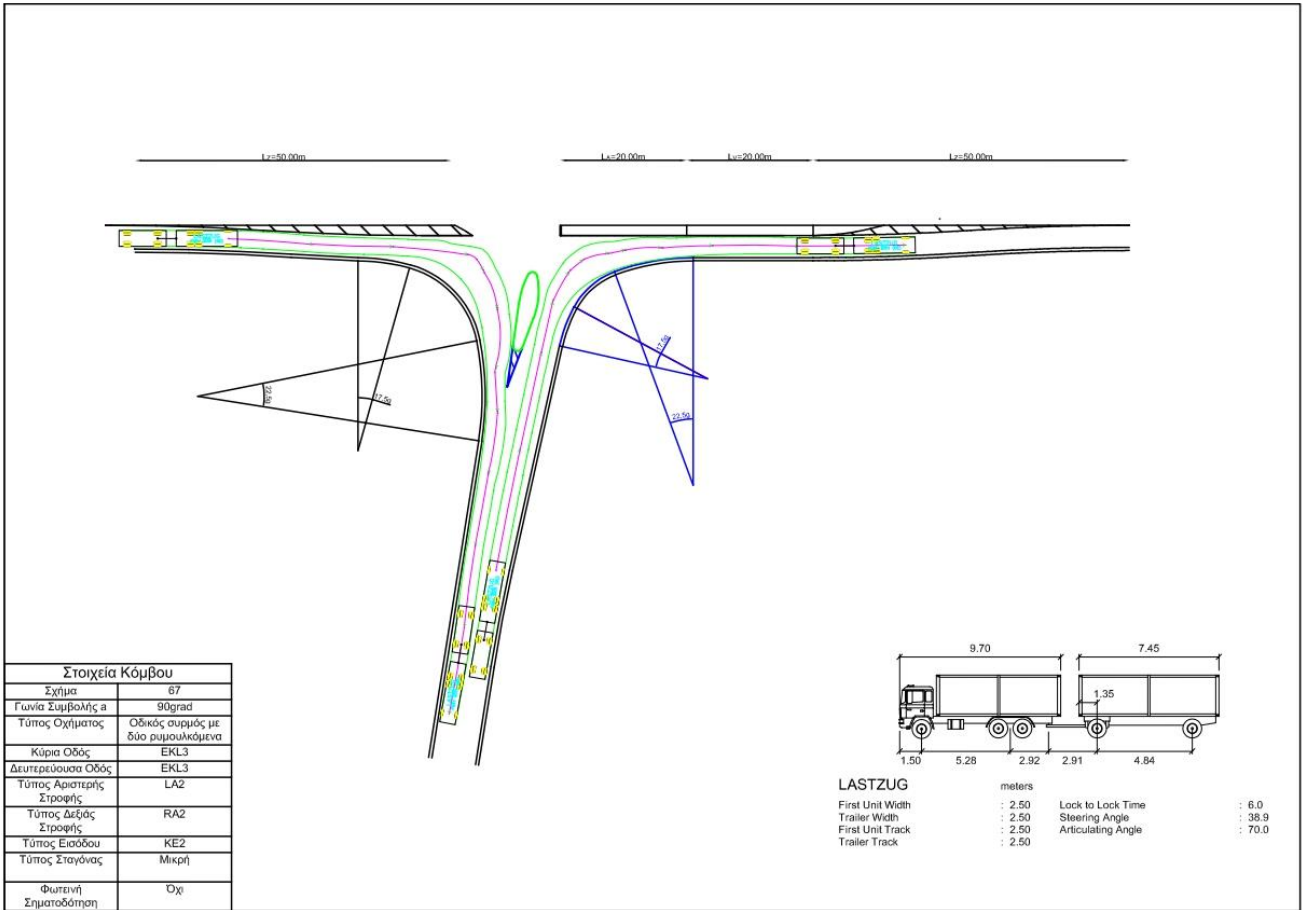 Lz=50.00m
LA=20.00m
Lv=20.00m
Lz=50.00m
22.5g
17.5g
17.5g
22.5g
Στοιχεία Κόμβου
Σχήμα 67
Γωνία Συμβολής a 90grad
Τύπος Οχήματος Οδικός συρμός με
δύο ρυμουλκόμενα
Κύρια Οδός EKL3
Δευτερεύουσα Οδός EKL3
Τύπος Αριστερής LA2
Στροφής
Τύπος Δεξιάς RA2
Στροφής
Τύπος Εισόδου KE2
Τύπος Σταγόνας Μικρή
Φωτεινή Όχι
Σηματοδότηση
9.70 7.45
1.35
1.50 5.28 2.92 2.91 4.84
LASTZUG meters
First Unit Width : 2.50 Lock to Lock Time : 6.0
Trailer Width : 2.50 Steering Angle : 38.9
First Unit Track : 2.50 Articulating Angle : 70.0
Trailer Track : 2.50